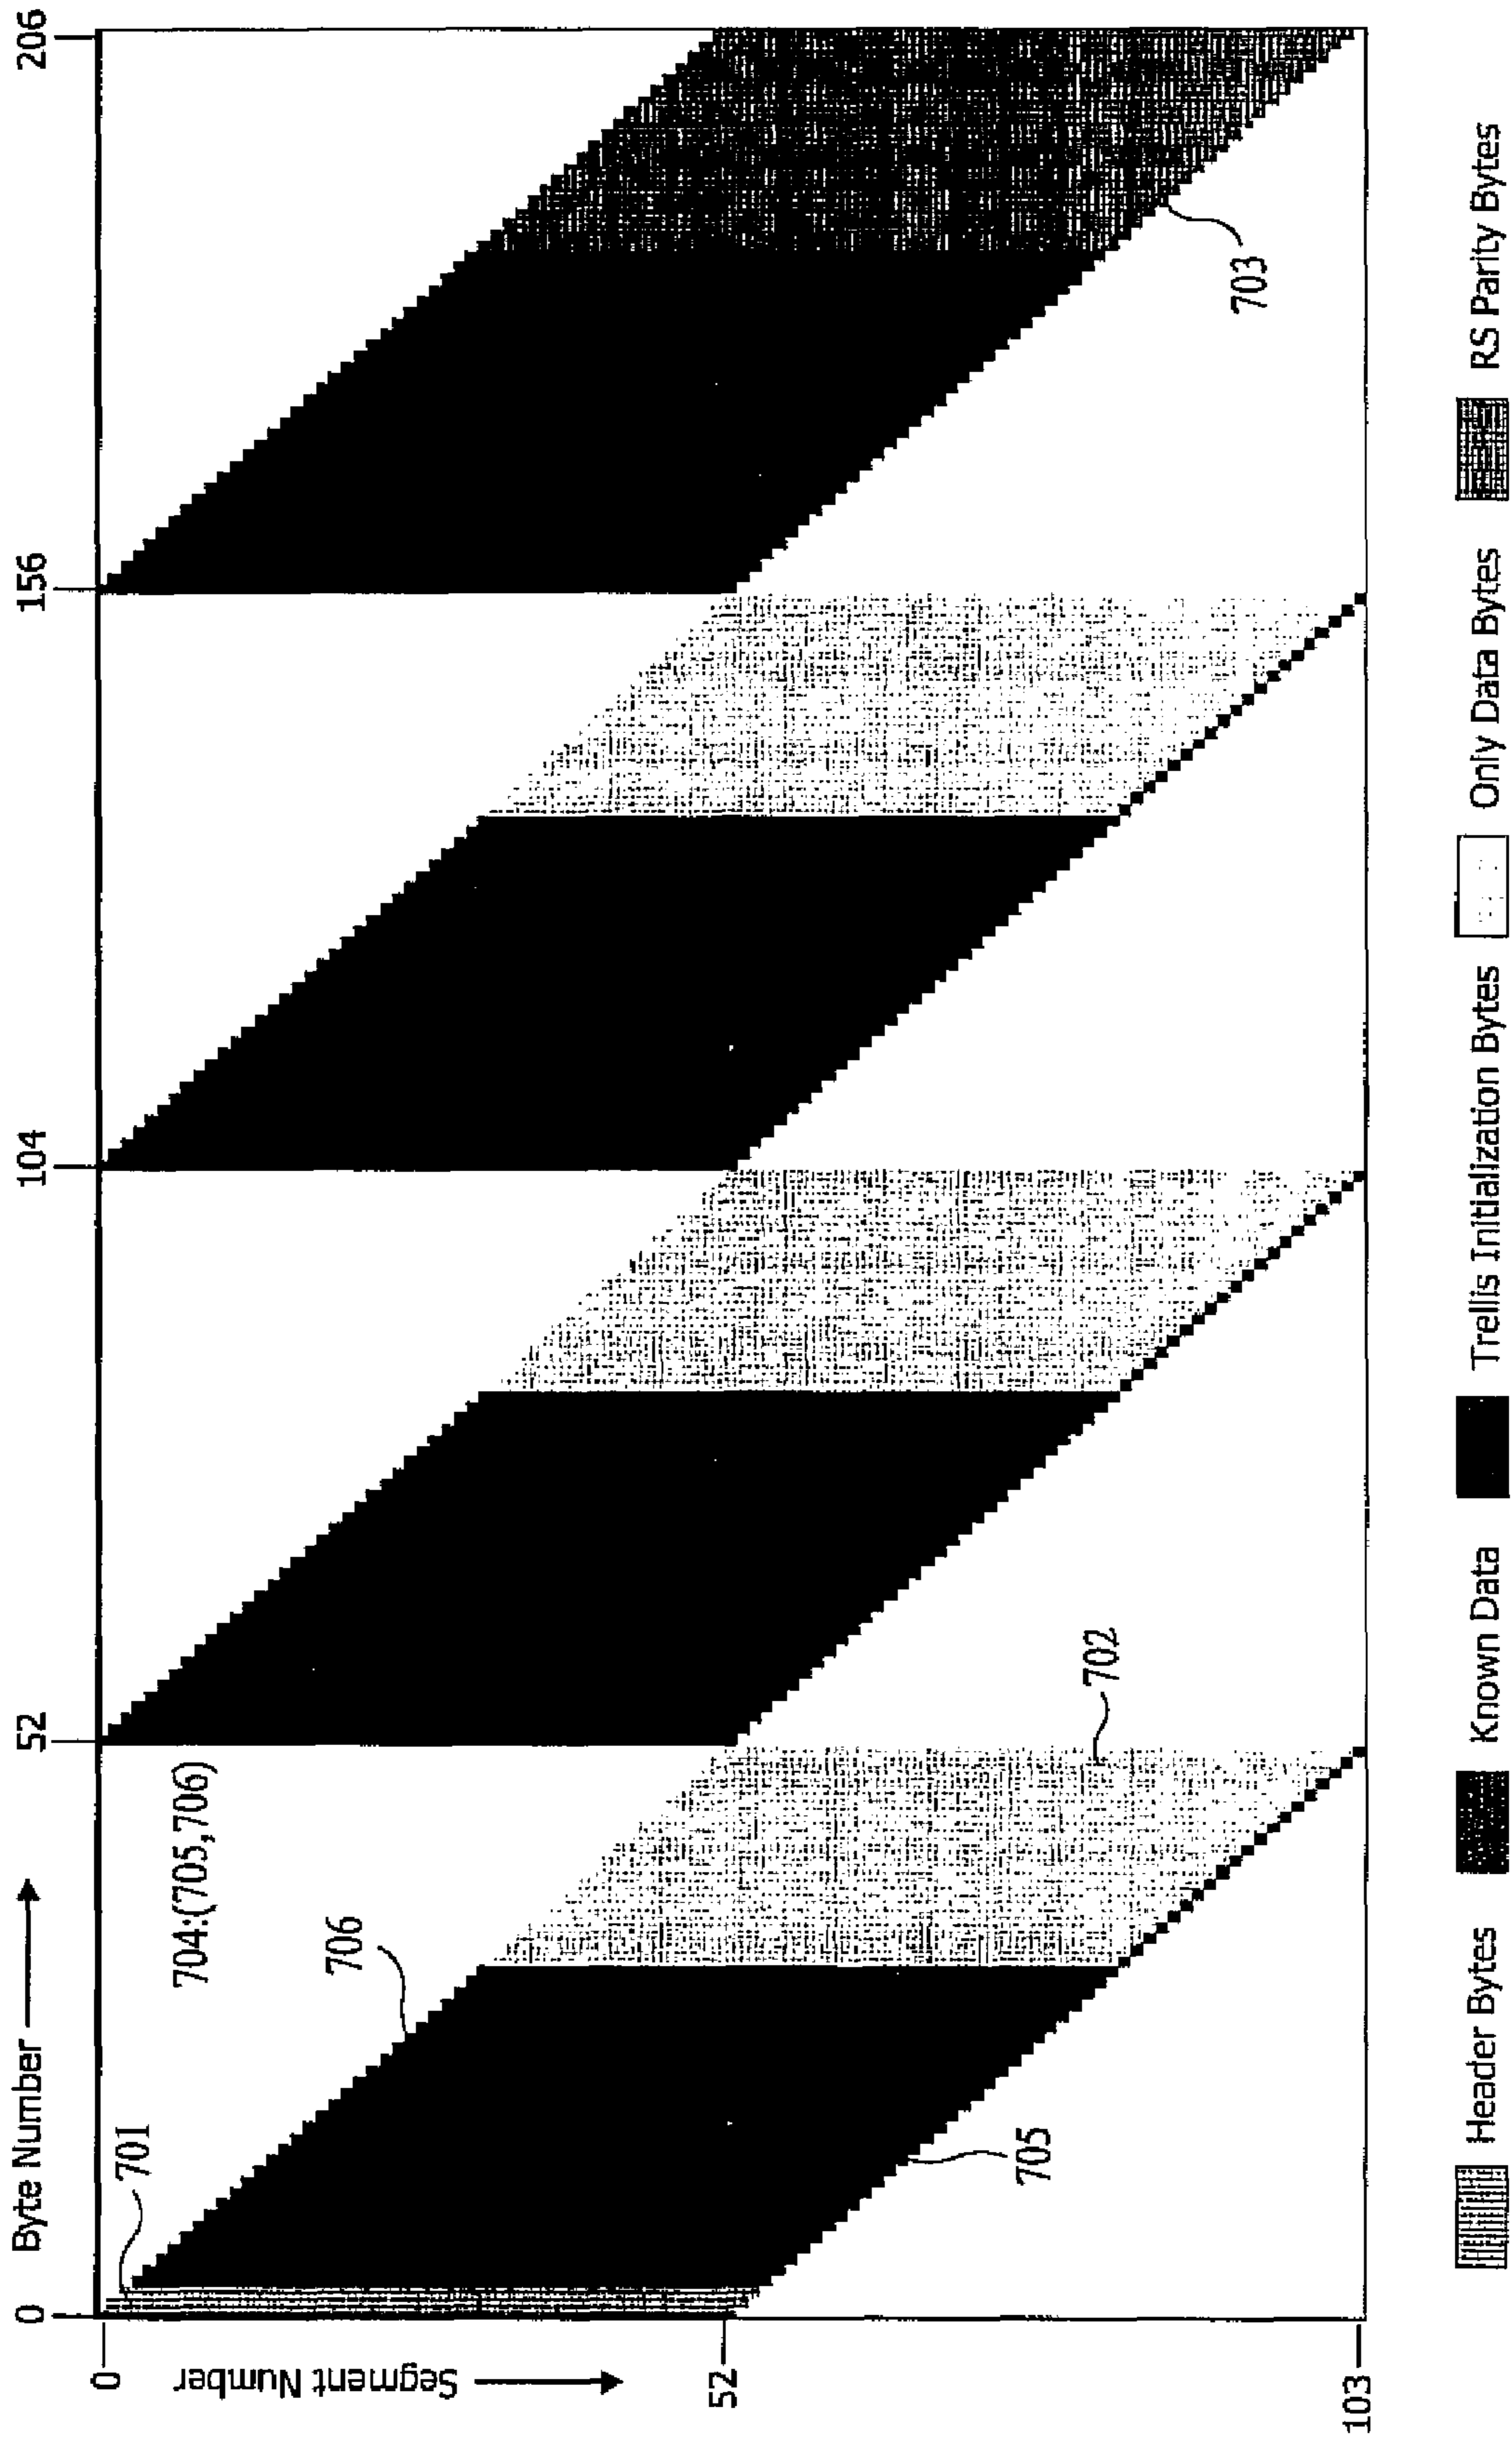 Byte Number
0
52
104
156
206
Segment Number
0
52
103
701
706
704:(705,706)
705
702
703
Header Bytes
Known Data
Trellis Initialization Bytes
Only Data Bytes
RS Parity Bytes